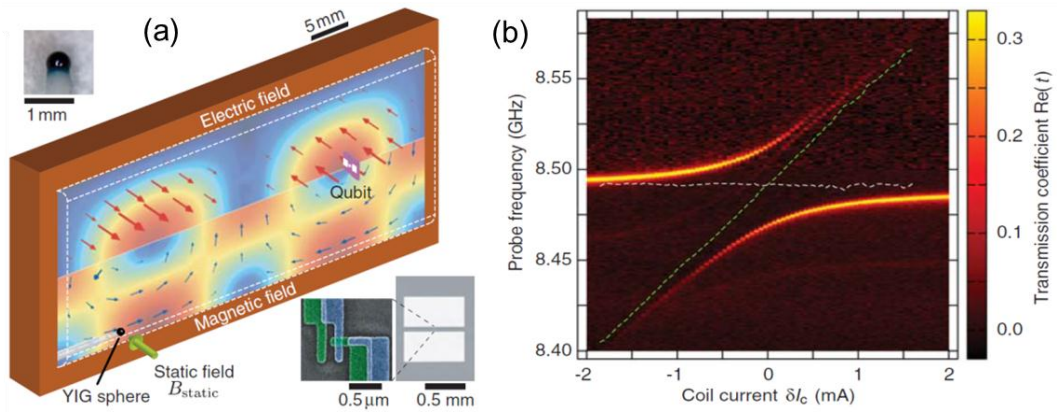 (a)
5 mm
1 mm
Electric field
Qubit
Magnetic field
YIG sphere
Static field
B_static
0.5 μm
0.5 mm
(b)
Probe frequency (GHz)
8.55
8.50
8.45
8.40
-2
-1
0
1
2
Coil current δI_c (mA)
0.3
0.2
0.1
0.0
Transmission coefficient Re(t)